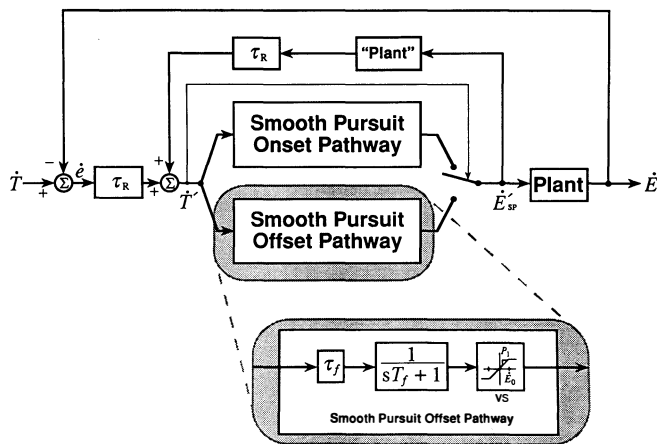 τR
"Plant"
+
Smooth Pursuit
Onset Pathway
−
ė
Ṫ
+
Σ
τR
+
Σ
Ṫ′
Ė′SP
Plant
Ė
Smooth Pursuit
Offset Pathway
τf
1
sTf + 1
P1
Ė0
VS
Smooth Pursuit Offset Pathway